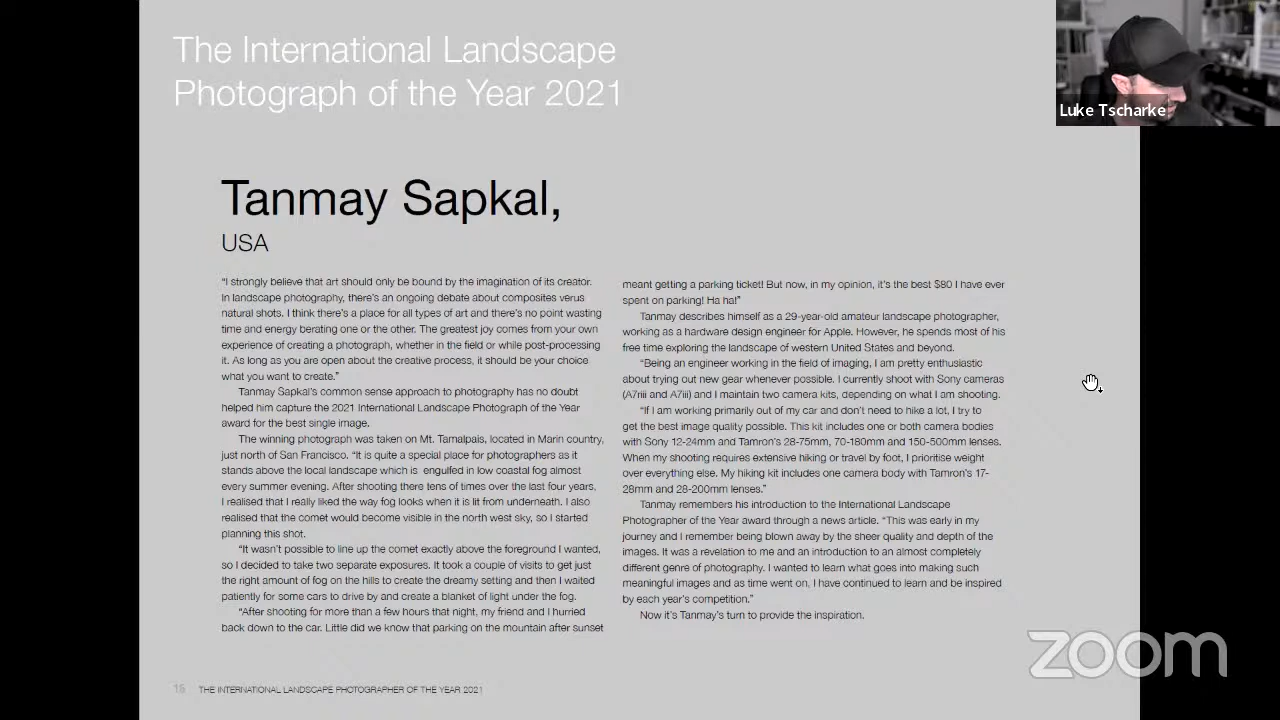 The International Landscape
Photograph of the Year 2021
Luke Tscharke
Tanmay Sapkal,
USA
“I strongly believe that art should only be bound by the imagination of its creator.
In landscape photography, there's an ongoing debate about composites verus
natural shots. I think there's a place for all types of art and there's no point wasting
time and energy berating one or the other. The greatest joy comes from your own
experience of creating a photograph, whether in the field or while post-processing
it. As long as you are open about the creative process, it should be your choice
what you want to create.”
Tanmay Sapkal's common sense approach to photography has no doubt
helped him capture the 2021 International Landscape Photograph of the Year
award for the best single image.
The winning photograph was taken on Mt. Tamalpais, located in Marin country,
just north of San Francisco. “It is quite a special place for photographers as it
stands above the local landscape which is engulfed in low coastal fog almost
every summer evening. After shooting there tens of times over the last four years,
I realised that I really liked the way fog looks when it is lit from underneath. I also
realised that the comet would become visible in the north west sky, so I started
planning this shot.
“It wasn't possible to line up the comet exactly above the foreground I wanted,
so I decided to take two separate exposures. It took a couple of visits to get just
the right amount of fog on the hills to create the dreamy setting and then I waited
patiently for some cars to drive by and create a blanket of light under the fog.
“After shooting for more than a few hours that night, my friend and I hurried
back down to the car. Little did we know that parking on the mountain after sunset
meant getting a parking ticket! But now, in my opinion, it's the best $80 I have ever
spent on parking! Ha ha!”
Tanmay describes himself as a 29-year-old amateur landscape photographer,
working as a hardware design engineer for Apple. However, he spends most of his
free time exploring the landscape of western United States and beyond.
“Being an engineer working in the field of imaging, I am pretty enthusiastic
about trying out new gear whenever possible. I currently shoot with Sony cameras
(A7riii and A7iii) and I maintain two camera kits, depending on what I am shooting.
“If I am working primarily out of my car and don't need to hike a lot, I try to
get the best image quality possible. This kit includes one or both camera bodies
with Sony 12-24mm and Tamron's 28-75mm, 70-180mm and 150-500mm lenses.
When my shooting requires extensive hiking or travel by foot, I prioritise weight
over everything else. My hiking kit includes one camera body with Tamron's 17-
28mm and 28-200mm lenses.”
Tanmay remembers his introduction to the International Landscape
Photographer of the Year award through a news article. “This was early in my
journey and I remember being blown away by the sheer quality and depth of the
images. It was a revelation to me and an introduction to an almost completely
different genre of photography. I wanted to learn what goes into making such
meaningful images and as time went on, I have continued to learn and be inspired
by each year's competition.”
Now it's Tanmay's turn to provide the inspiration.
zoom
16 THE INTERNATIONAL LANDSCAPE PHOTOGRAPHER OF THE YEAR 2021